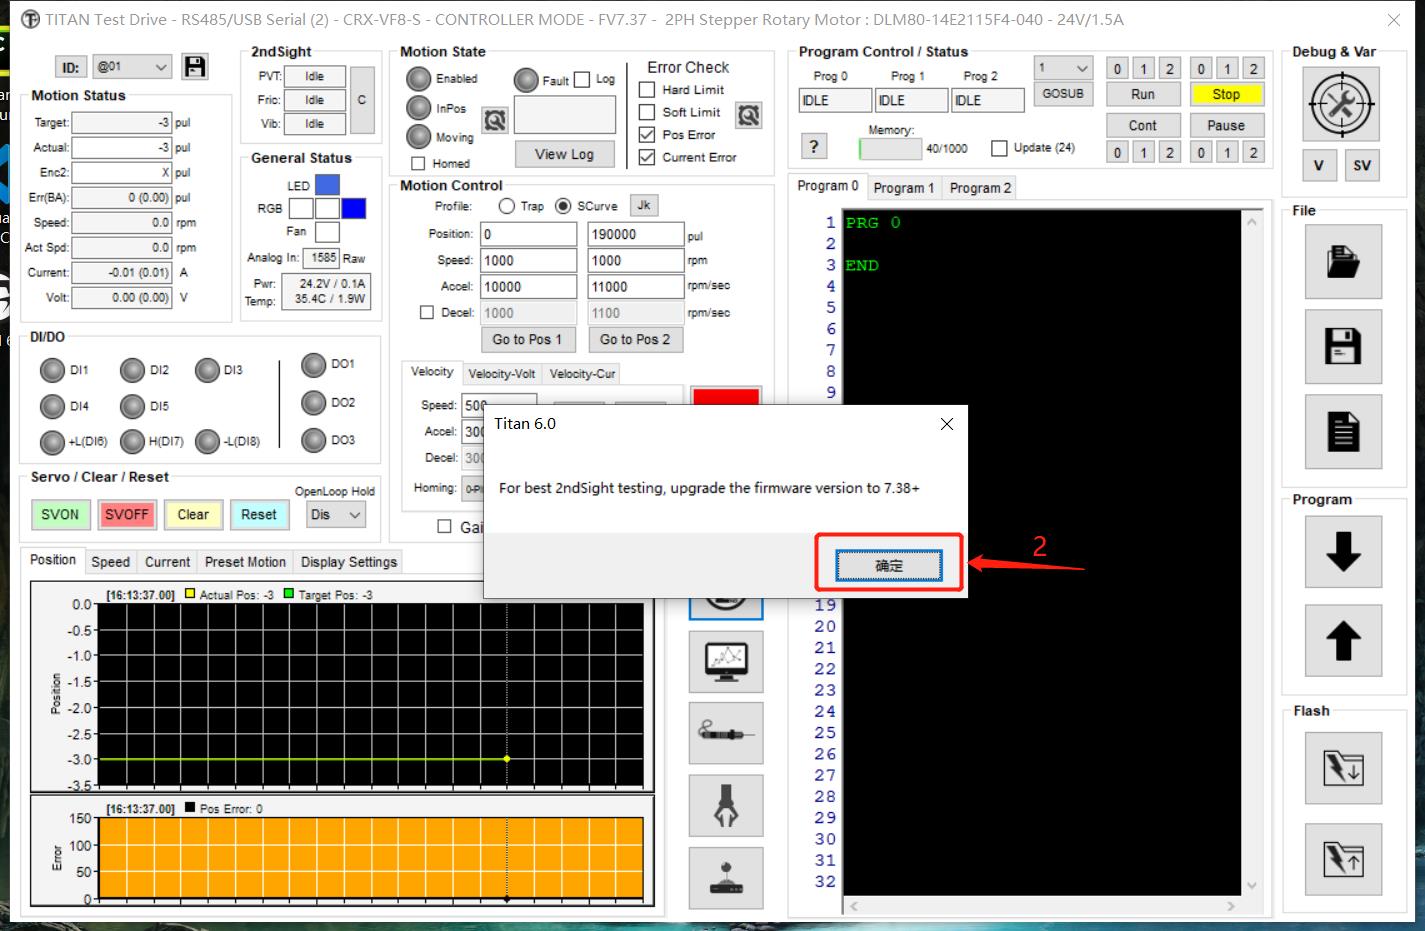 TITAN Test Drive - RS485/USB Serial (2) - CRX-VF8-S - CONTROLLER MODE - FV7.37 - 2PH Stepper Rotary Motor : DLM80-14E2115F4-040 - 24V/1.5A
ID: @01
Motion Status
Target: -3 pul
Actual: -3 pul
Enc2: X pul
Err(BA): 0 (0.00) pul
Speed: 0.0 rpm
Act Spd: 0.0 rpm
Current: -0.01 (0.01) A
Volt: 0.00 (0.00) V
2ndSight
PVT: Idle
Fric: Idle
Vib: Idle
C
General Status
LED
RGB
Fan
Analog In: 1585 Raw
Pwr: 24.2V / 0.1A
Temp: 35.4C / 1.9W
DI/DO
DI1 DI2 DI3 DO1
DI4 DI5 DO2
+L(DI6) H(DI7) -L(DI8) DO3
Servo / Clear / Reset
OpenLoop Hold
SVON SVOFF Clear Reset Dis
Motion State
Enabled Fault Log
InPos
Moving
Homed
View Log
Error Check
Hard Limit
Soft Limit
Pos Error
Current Error
Motion Control
Profile: Trap SCurve Jk
Position: 0 190000 pul
Speed: 1000 1000 rpm
Accel: 10000 11000 rpm/sec
Decel: 1000 1100 rpm/sec
Go to Pos 1 Go to Pos 2
Velocity Velocity-Volt Velocity-Cur
Speed: 500
Accel: 300
Decel: 300
Homing:
Titan 6.0
For best 2ndSight testing, upgrade the firmware version to 7.38+
确定
2
Position Speed Current Preset Motion Display Settings
[16:13:37.00] Actual Pos: -3 Target Pos: -3
Position
0.0
-0.5
-1.0
-1.5
-2.0
-2.5
-3.0
-3.5
[16:13:37.00] Pos Error: 0
Error
150
100
50
0
Program Control / Status
Prog 0 Prog 1 Prog 2
IDLE IDLE IDLE
1
GOSUB
0 1 2 0 1 2
Run Stop
Cont Pause
0 1 2 0 1 2
?
Memory:
40/1000
Update (24)
Program 0 Program 1 Program 2
1 PRG 0
2
3 END
4
5
6
7
8
9
19
20
21
22
23
24
25
26
27
28
29
30
31
32
Debug & Var
V SV
File
Program
Flash